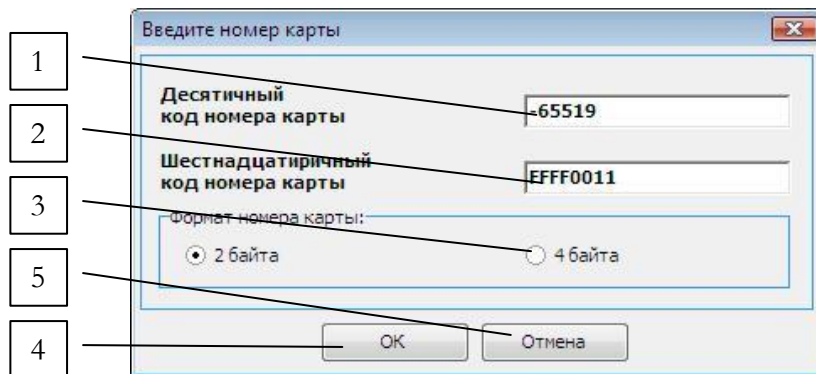 Введите номер карты
1
Десятичный
код номера карты
-65519
2
Шестнадцатиричный
код номера карты
FFFF0011
3
Формат номера карты:
2 байта
4 байта
5
4
OK
Отмена